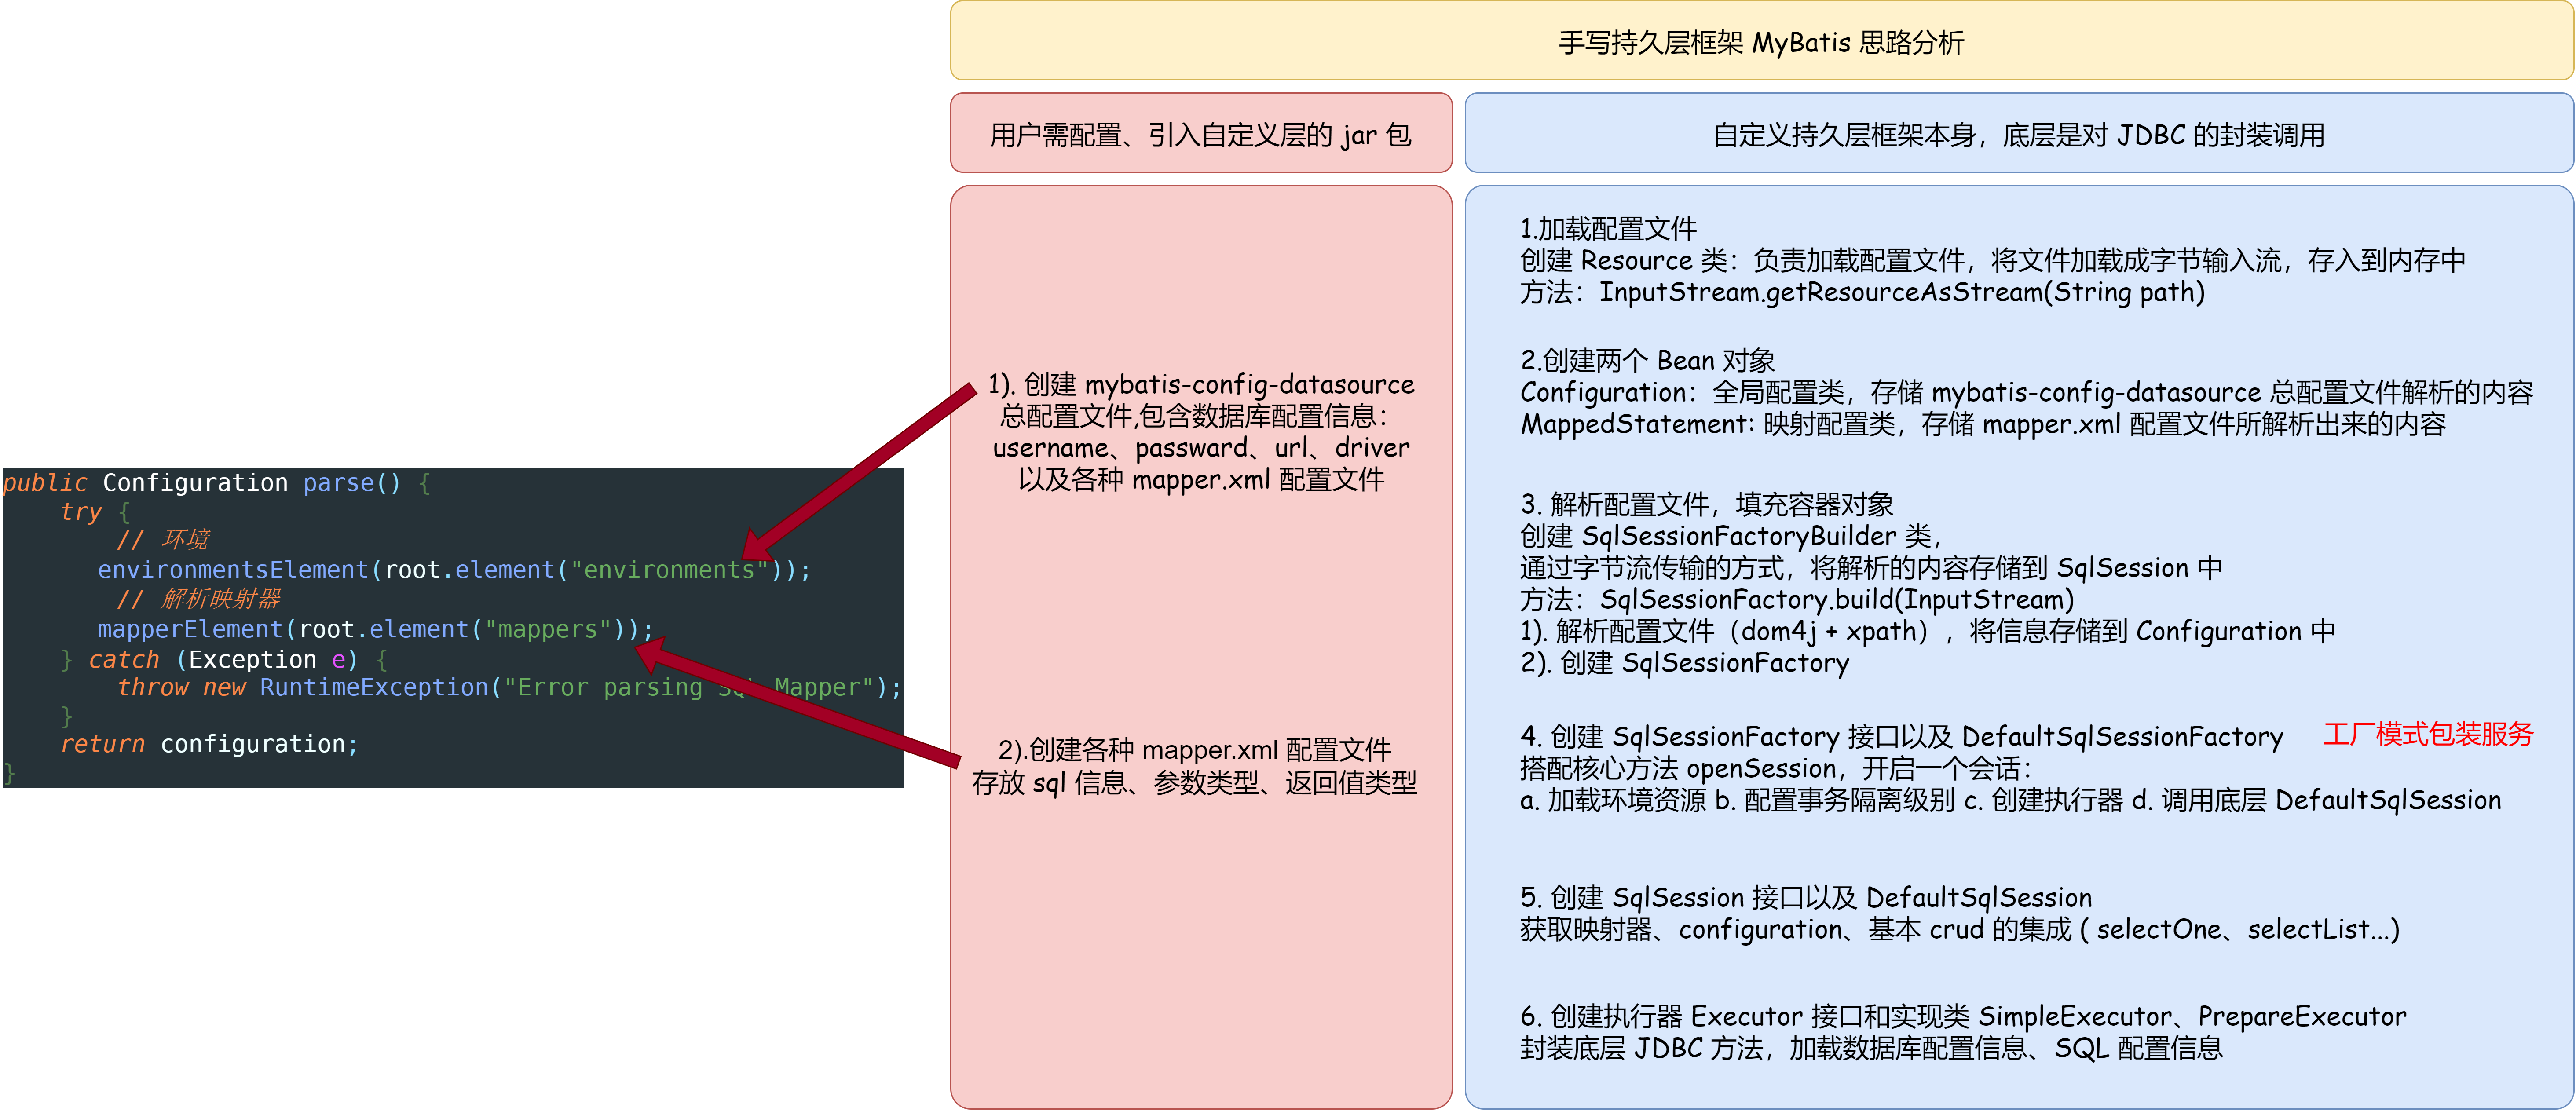 手写持久层框架 MyBatis 思路分析
用户需配置、引入自定义层的 jar 包
自定义持久层框架本身，底层是对 JDBC 的封装调用
public Configuration parse() {
try {
// 环境
environmentsElement(root.element("environments"));
// 解析映射器
mapperElement(root.element("mappers"));
} catch (Exception e) {
throw new RuntimeException("Error parsing SQL Mapper");
}
return configuration;
}
1). 创建 mybatis-config-datasource
总配置文件,包含数据库配置信息：
username、passward、url、driver
以及各种 mapper.xml 配置文件
2).创建各种 mapper.xml 配置文件
存放 sql 信息、参数类型、返回值类型
1.加载配置文件
创建 Resource 类：负责加载配置文件，将文件加载成字节输入流，存入到内存中
方法：InputStream.getResourceAsStream(String path)
2.创建两个 Bean 对象
Configuration：全局配置类，存储 mybatis-config-datasource 总配置文件解析的内容
MappedStatement: 映射配置类，存储 mapper.xml 配置文件所解析出来的内容
3. 解析配置文件，填充容器对象
创建 SqlSessionFactoryBuilder 类，
通过字节流传输的方式，将解析的内容存储到 SqlSession 中
方法：SqlSessionFactory.build(InputStream)
1). 解析配置文件（dom4j + xpath），将信息存储到 Configuration 中
2). 创建 SqlSessionFactory
4. 创建 SqlSessionFactory 接口以及 DefaultSqlSessionFactory
工厂模式包装服务
搭配核心方法 openSession，开启一个会话：
a. 加载环境资源 b. 配置事务隔离级别 c. 创建执行器 d. 调用底层 DefaultSqlSession
5. 创建 SqlSession 接口以及 DefaultSqlSession
获取映射器、configuration、基本 crud 的集成 ( selectOne、selectList...)
6. 创建执行器 Executor 接口和实现类 SimpleExecutor、PrepareExecutor
封装底层 JDBC 方法，加载数据库配置信息、SQL 配置信息